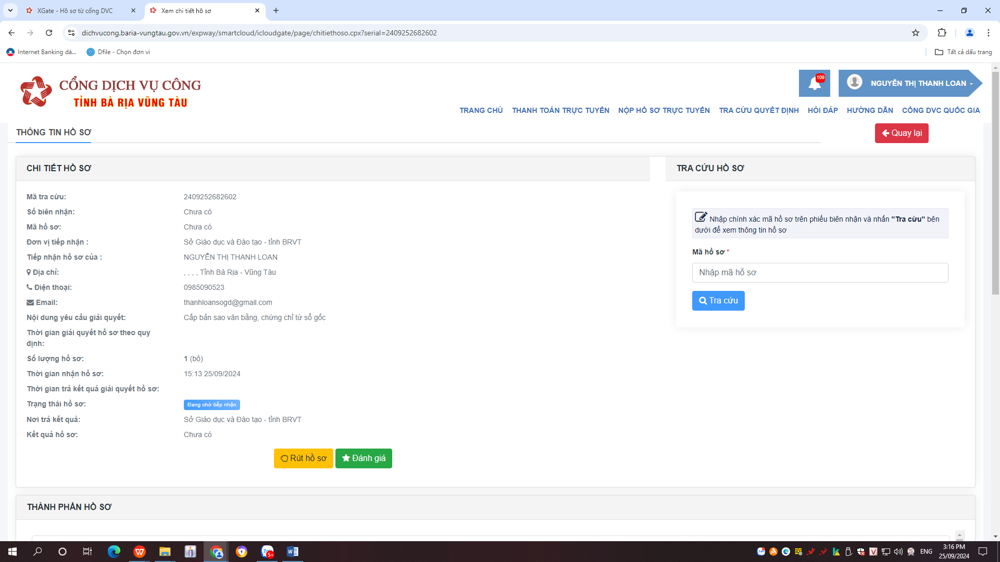 XGate - Hồ sơ từ cổng DVC
Xem chi tiết hồ sơ
dichvucong.baria-vungtau.gov.vn/expway/smartcloud/icloudgate/page/chitiethoso.cpx?serial=2409252682602
Internet Banking dà...
Dfile - Chọn đơn vi
Tất cả dấu trang
CỔNG DỊCH VỤ CÔNG
TỈNH BÀ RỊA VŨNG TÀU
109
NGUYỄN THỊ THANH LOAN
TRANG CHỦ
THANH TOÁN TRỰC TUYẾN
NỘP HỒ SƠ TRỰC TUYẾN
TRA CỨU QUYẾT ĐỊNH
HỎI ĐÁP
HƯỚNG DẪN
CỔNG DVC QUỐC GIA
THÔNG TIN HỒ SƠ
Quay lại
CHI TIẾT HỒ SƠ
Mã tra cứu: 2409252682602
Số biên nhận: Chưa có
Mã hồ sơ: Chưa có
Đơn vị tiếp nhận : Sở Giáo dục và Đào tạo - tỉnh BRVT
Tiếp nhận hồ sơ của : NGUYỄN THỊ THANH LOAN
Địa chỉ: , , , , Tỉnh Bà Rịa - Vũng Tàu
Điện thoại: 0985090523
Email: thanhloansogd@gmail.com
Nội dung yêu cầu giải quyết: Cấp bản sao văn bằng, chứng chỉ từ sổ gốc
Thời gian giải quyết hồ sơ theo quy
định:
Số lượng hồ sơ: 1 (bộ)
Thời gian nhận hồ sơ: 15:13 25/09/2024
Thời gian trả kết quả giải quyết hồ sơ:
Trạng thái hồ sơ: Đang chờ tiếp nhận
Nơi trả kết quả: Sở Giáo dục và Đào tạo - tỉnh BRVT
Kết quả hồ sơ: Chưa có
Rút hồ sơ
Đánh giá
TRA CỨU HỒ SƠ
Nhập chính xác mã hồ sơ trên phiếu biên nhận và nhấn "Tra cứu" bên
dưới để xem thông tin hồ sơ
Mã hồ sơ *
Nhập mã hồ sơ
Tra cứu
THÀNH PHẦN HỒ SƠ
Zalo
5+
ENG
3:16 PM
25/09/2024